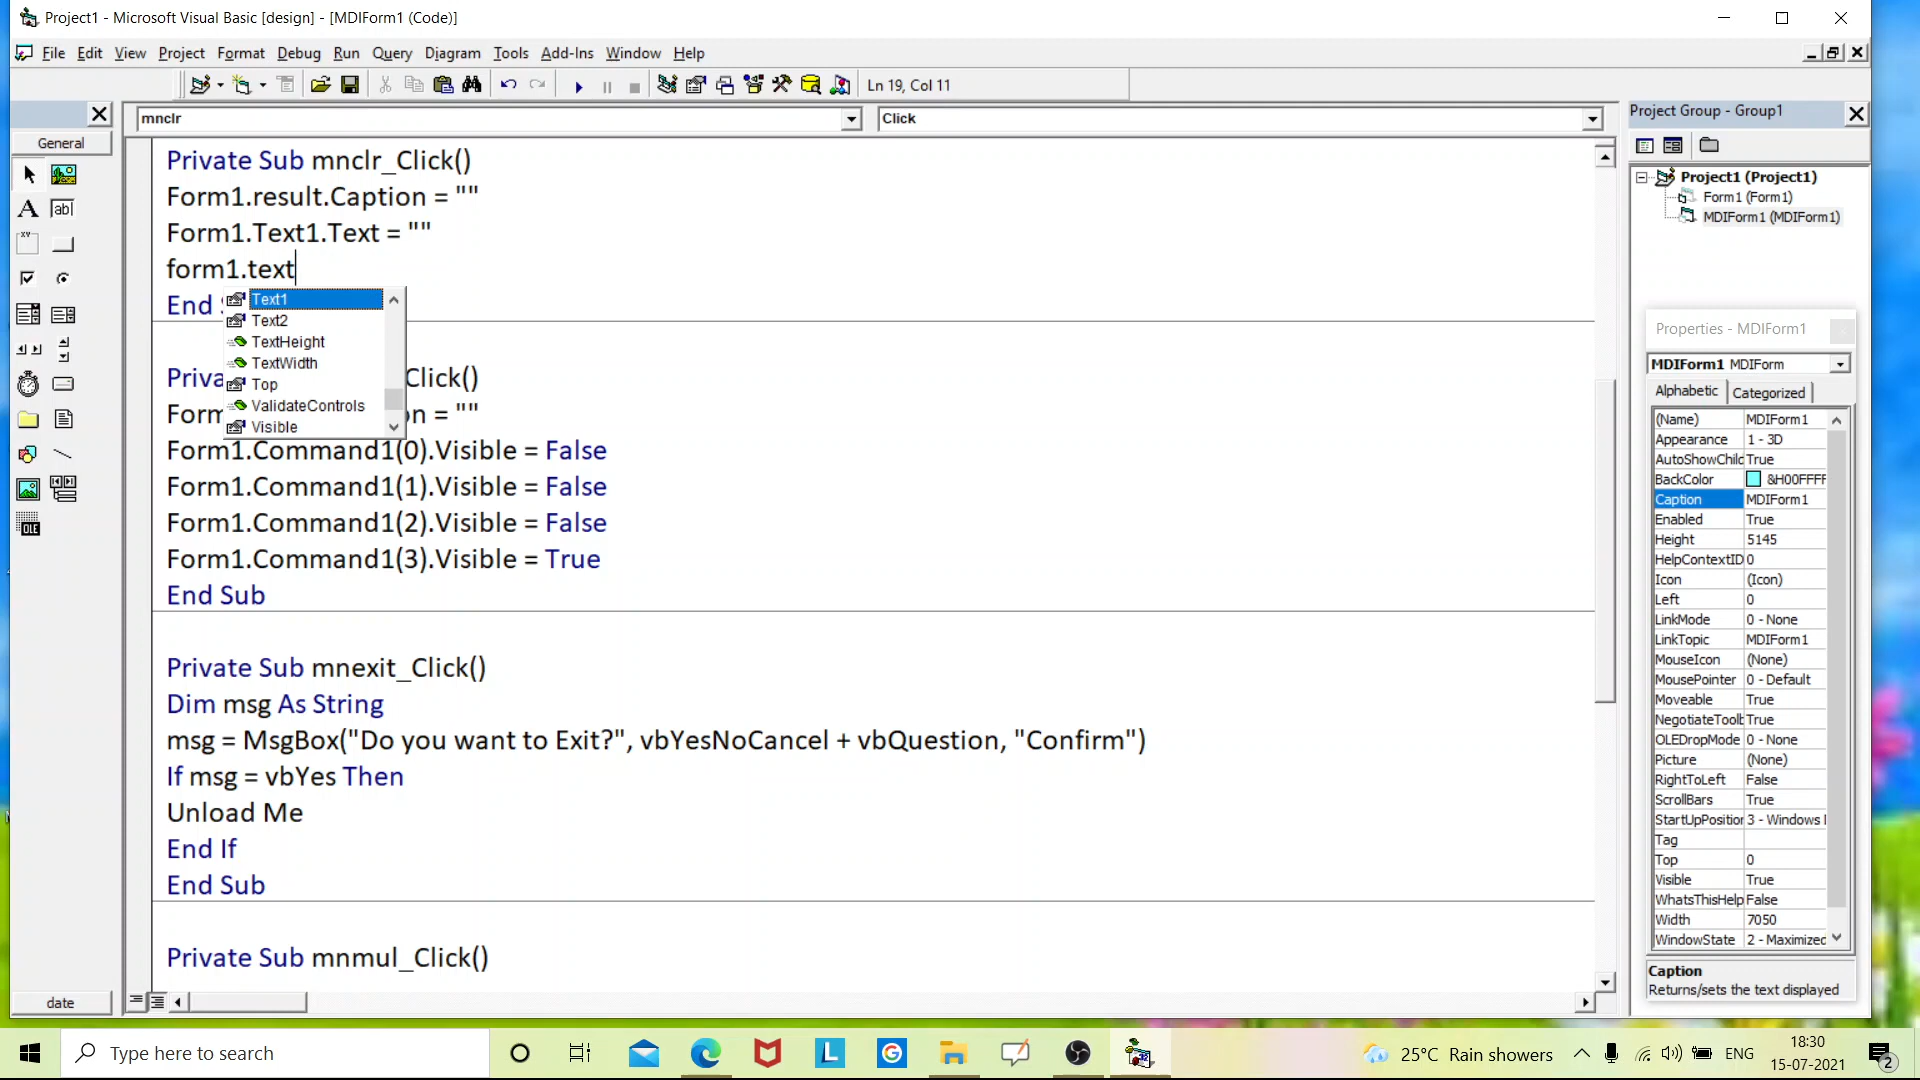 Project1 - Microsoft Visual Basic [design] - [MDIForm1 (Code)]
File Edit View Project Format Debug Run Query Diagram Tools Add-Ins Window Help
Ln 19, Col 11
General
mnclr
Click
Private Sub mnclr_Click()
Form1.result.Caption = ""
Form1.Text1.Text = ""
form1.text
End
Text1
Text2
TextHeight
TextWidth
Top
ValidateControls
Visible
Click()
= ""
Form1.Command1(0).Visible = False
Form1.Command1(1).Visible = False
Form1.Command1(2).Visible = False
Form1.Command1(3).Visible = True
End Sub
Private Sub mnexit_Click()
Dim msg As String
msg = MsgBox("Do you want to Exit?", vbYesNoCancel + vbQuestion, "Confirm")
If msg = vbYes Then
Unload Me
End If
End Sub
Private Sub mnmul_Click()
date
Project Group - Group1
Project1 (Project1)
Form1 (Form1)
MDIForm1 (MDIForm1)
Properties - MDIForm1
MDIForm1 MDIForm
Alphabetic Categorized
(Name) MDIForm1
Appearance 1 - 3D
AutoShowChild True
BackColor &H00FFFF
Caption MDIForm1
Enabled True
Height 5145
HelpContextID 0
Icon (Icon)
Left 0
LinkMode 0 - None
LinkTopic MDIForm1
MouseIcon (None)
MousePointer 0 - Default
Moveable True
NegotiateToolb True
OLEDropMode 0 - None
Picture (None)
RightToLeft False
ScrollBars True
StartUpPosition 3 - Windows
Tag
Top 0
Visible True
WhatsThisHelp False
Width 7050
WindowState 2 - Maximized
Caption
Returns/sets the text displayed
Type here to search
25°C Rain showers
ENG
18:30
15-07-2021
2